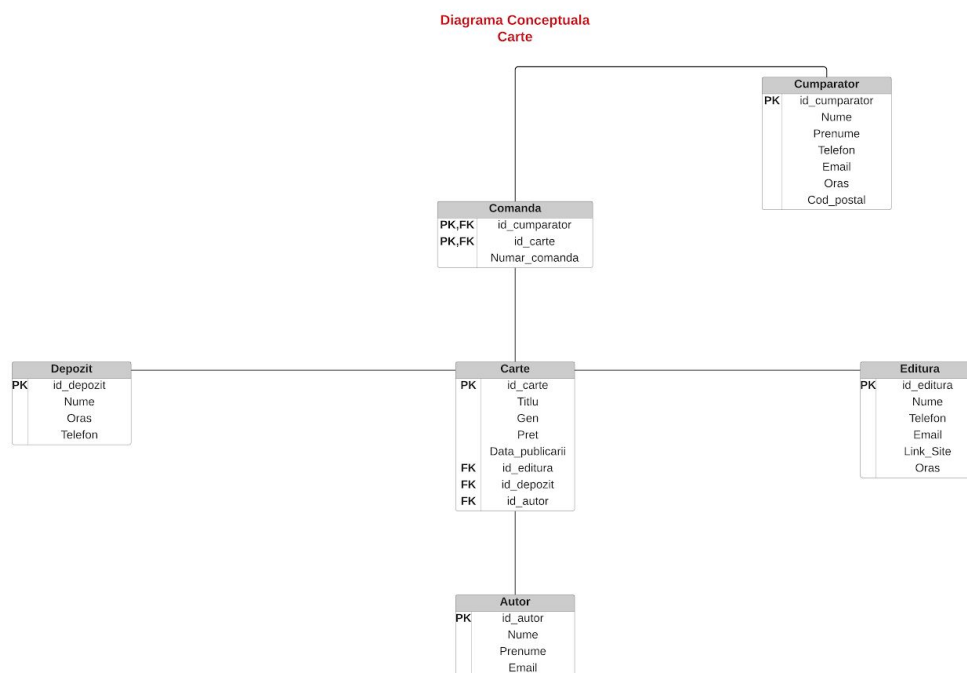 Diagrama Conceptuala
Carte
Cumparator
PK id_cumparator
Nume
Prenume
Telefon
Email
Oras
Cod_postal
Comanda
PK,FK id_cumparator
PK,FK id_carte
Numar_comanda
Depozit
PK id_depozit
Nume
Oras
Telefon
Carte
PK id_carte
Titlu
Gen
Pret
Data_publicarii
FK id_editura
FK id_depozit
FK id_autor
Editura
PK id_editura
Nume
Telefon
Email
Link_Site
Oras
Autor
PK id_autor
Nume
Prenume
Email